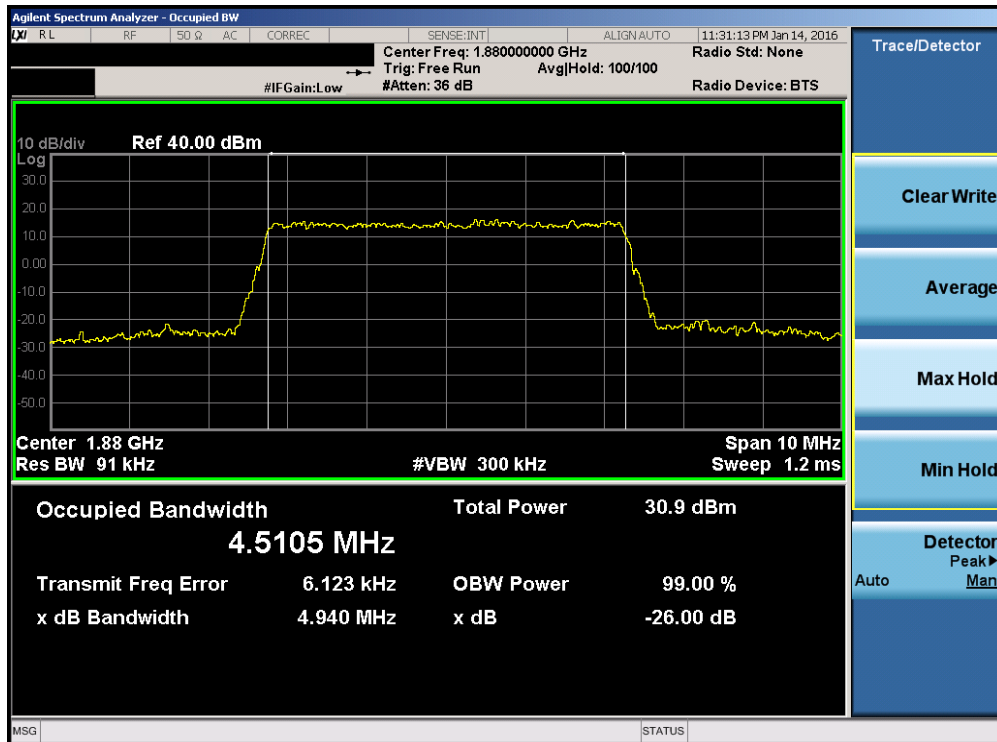 Agilent Spectrum Analyzer - Occupied BW
LXI RL RF 50 Ω AC CORREC SENSE:INT ALIGN AUTO 11:31:13 PM Jan 14, 2016
Center Freq: 1.880000000 GHz Radio Std: None
Trig: Free Run Avg|Hold: 100/100
#IFGain:Low #Atten: 36 dB Radio Device: BTS
10 dB/div Ref 40.00 dBm
Log
30.0
20.0
10.0
0.00
-10.0
-20.0
-30.0
-40.0
-50.0
Center 1.88 GHz Span 10 MHz
Res BW 91 kHz #VBW 300 kHz Sweep 1.2 ms
Occupied Bandwidth Total Power 30.9 dBm
4.5105 MHz
Transmit Freq Error 6.123 kHz OBW Power 99.00 %
x dB Bandwidth 4.940 MHz x dB -26.00 dB
MSG STATUS
Trace/Detector
Clear Write
Average
Max Hold
Min Hold
Detector
Peak▶
Auto Man